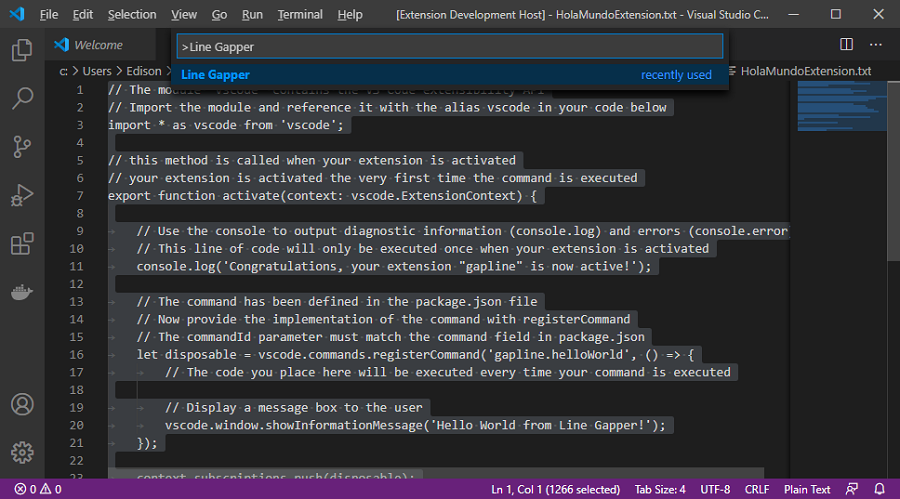 File Edit Selection View Go Run Terminal Help [Extension Development Host] - HolaMundoExtension.txt - Visual Studio C...
Welcome
>Line Gapper
Line Gapper recently used
c: > Users > Edison > HolaMundoExtension.txt
1 // The module 'vscode' contains the VS Code extensibility API
2 // Import the module and reference it with the alias vscode in your code below
3 import * as vscode from 'vscode';
4
5 // this method is called when your extension is activated
6 // your extension is activated the very first time the command is executed
7 export function activate(context: vscode.ExtensionContext) {
8
9 // Use the console to output diagnostic information (console.log) and errors (console.error
10 // This line of code will only be executed once when your extension is activated
11 console.log('Congratulations, your extension "gapline" is now active!');
12
13 // The command has been defined in the package.json file
14 // Now provide the implementation of the command with registerCommand
15 // The commandId parameter must match the command field in package.json
16 let disposable = vscode.commands.registerCommand('gapline.helloWorld', () => {
17 // The code you place here will be executed every time your command is executed
18
19 // Display a message box to the user
20 vscode.window.showInformationMessage('Hello World from Line Gapper!');
21 });
22
23 context.subscriptions.push(disposable);
0 0 Ln 1, Col 1 (1266 selected) Tab Size: 4 UTF-8 CRLF Plain Text